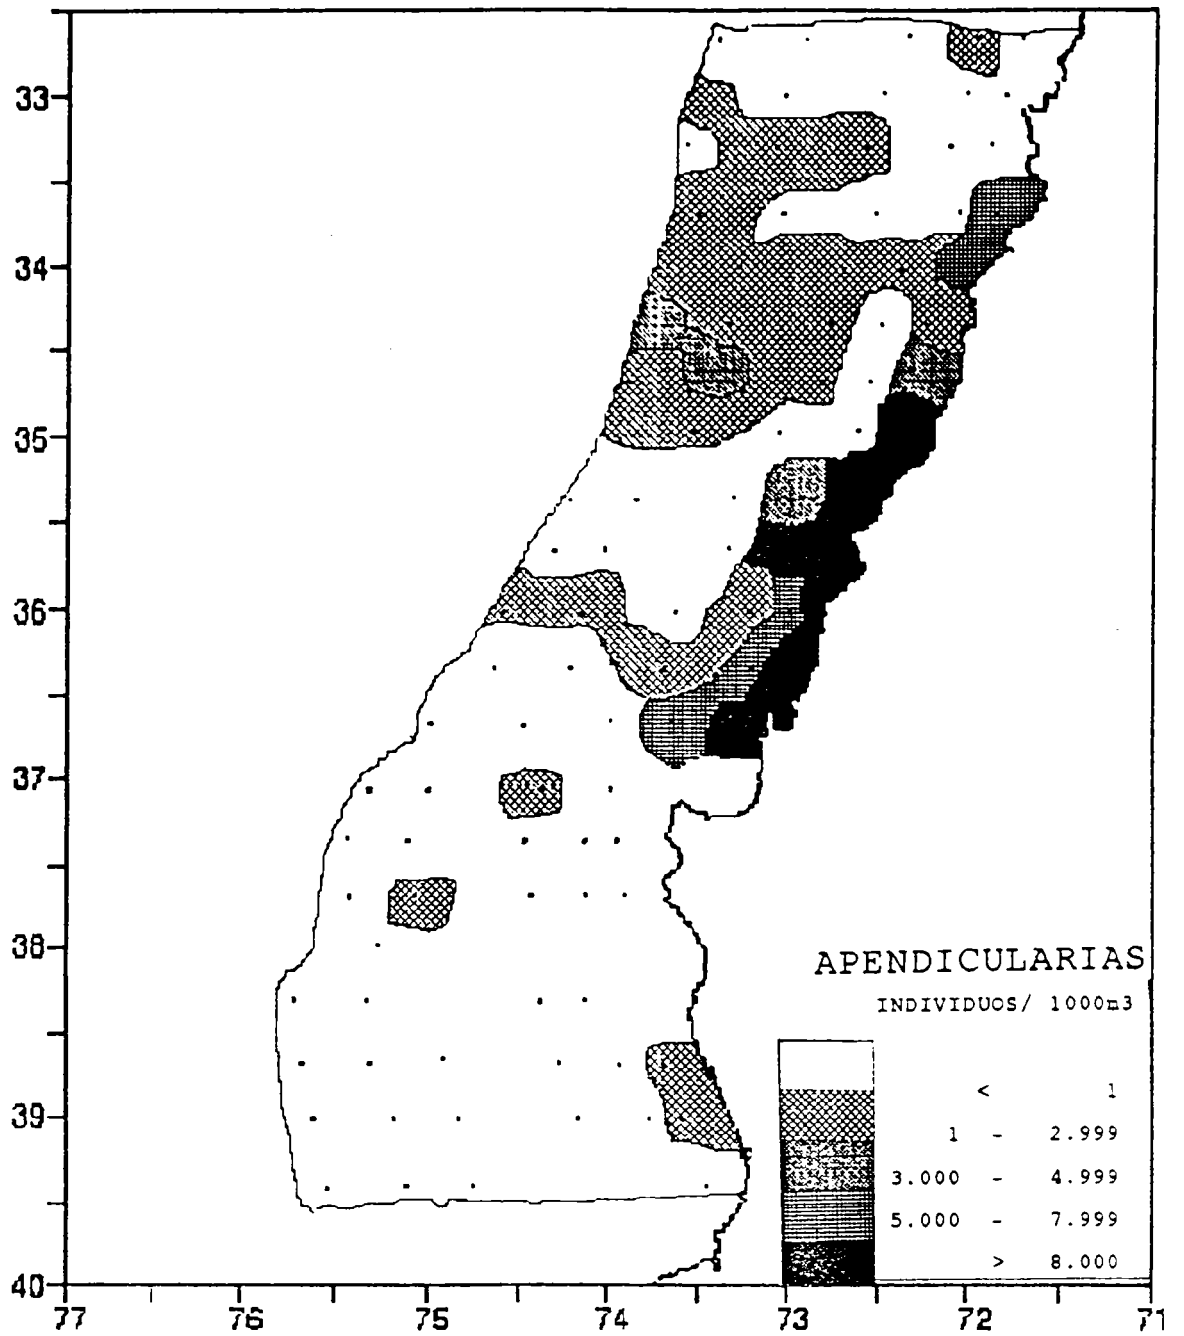 33
34
35
36
37
38
39
40
77 76 75 74 73 72 71
APENDICULARIAS
INDIVIDUOS/ 1000m3
< 1
1 - 2.999
3.000 - 4.999
5.000 - 7.999
> 8.000